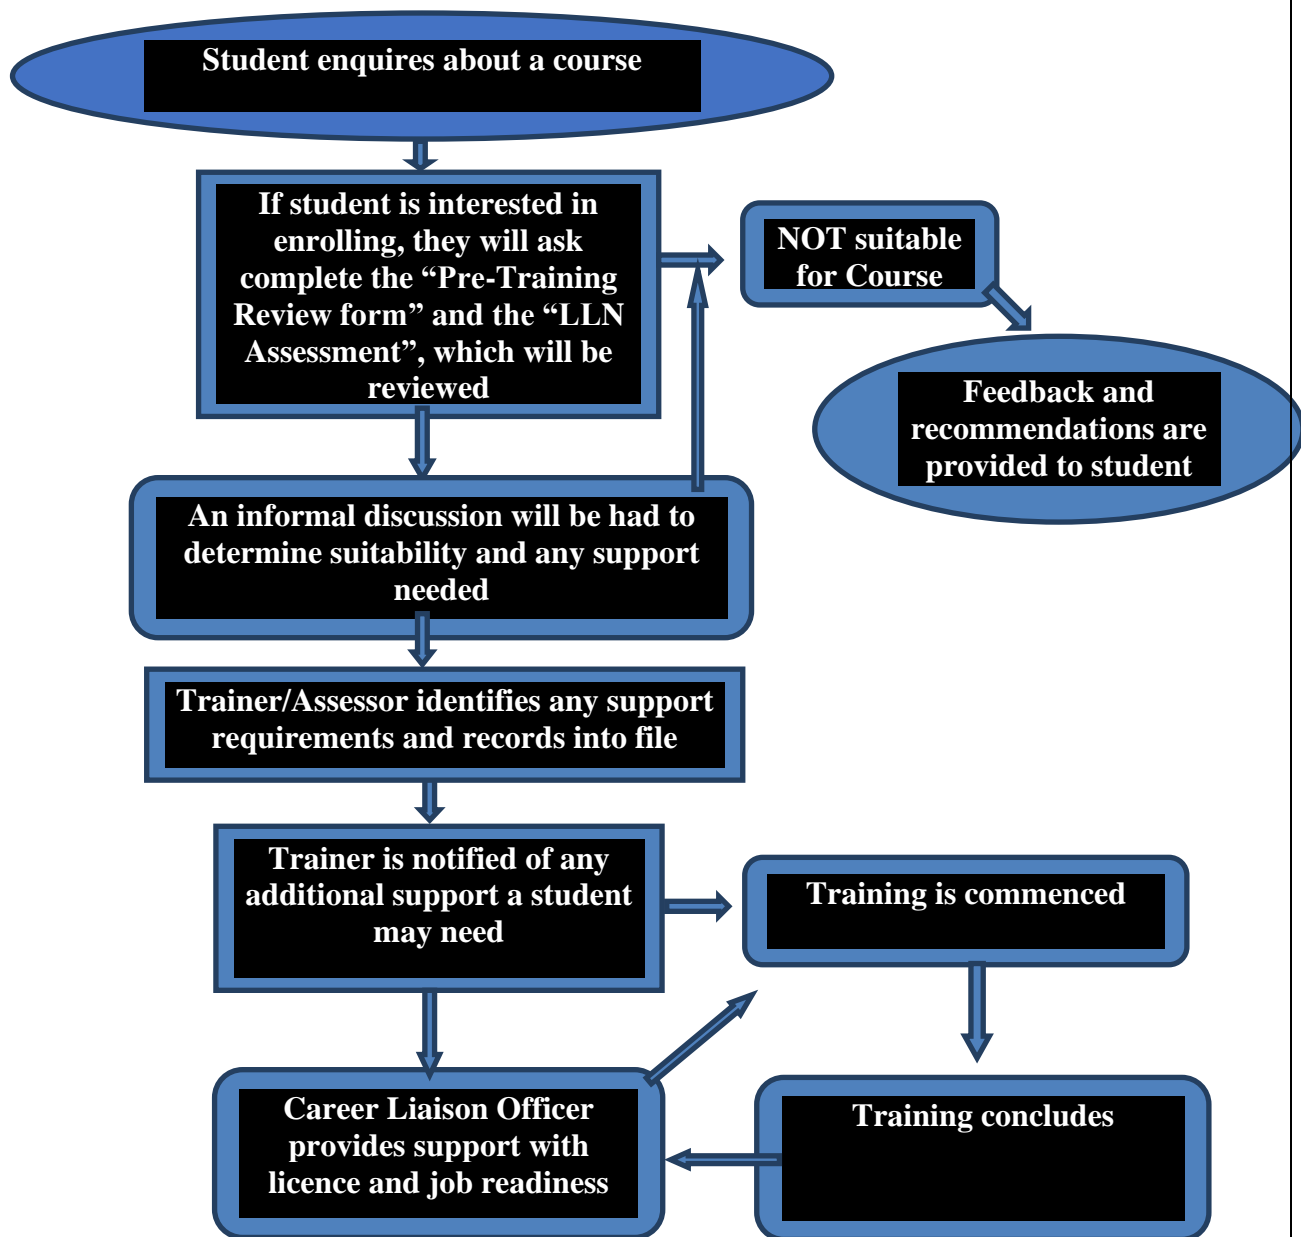 Student enquires about a course
If student is interested in
enrolling, they will ask
complete the “Pre-Training
Review form” and the “LLN
Assessment”, which will be
reviewed
NOT suitable
for Course
Feedback and
recommendations are
provided to student
An informal discussion will be had to
determine suitability and any support
needed
Trainer/Assessor identifies any support
requirements and records into file
Trainer is notified of any
additional support a student
may need
Training is commenced
Career Liaison Officer
provides support with
licence and job readiness
Training concludes